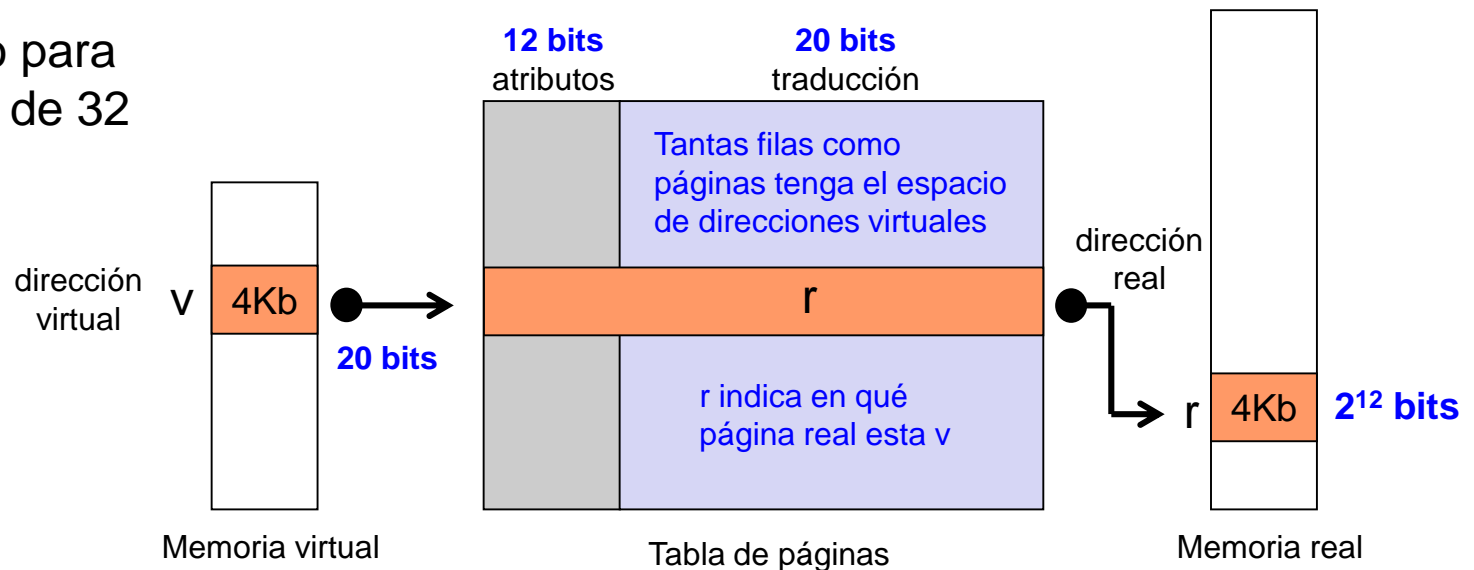 o para
de 32
12 bits
atributos
20 bits
traducción
Tantas filas como
páginas tenga el espacio
de direcciones virtuales
dirección
virtual
v
4Kb
20 bits
r
r indica en qué
página real esta v
dirección
real
r
4Kb
2¹² bits
Memoria virtual
Tabla de páginas
Memoria real